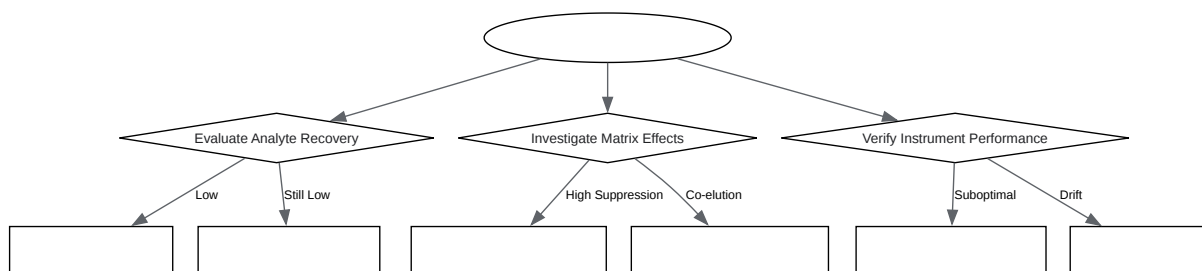 Evaluate Analyte Recovery
Investigate Matrix Effects
Verify Instrument Performance
Low
Still Low
High Suppression
Co-elution
Suboptimal
Drift